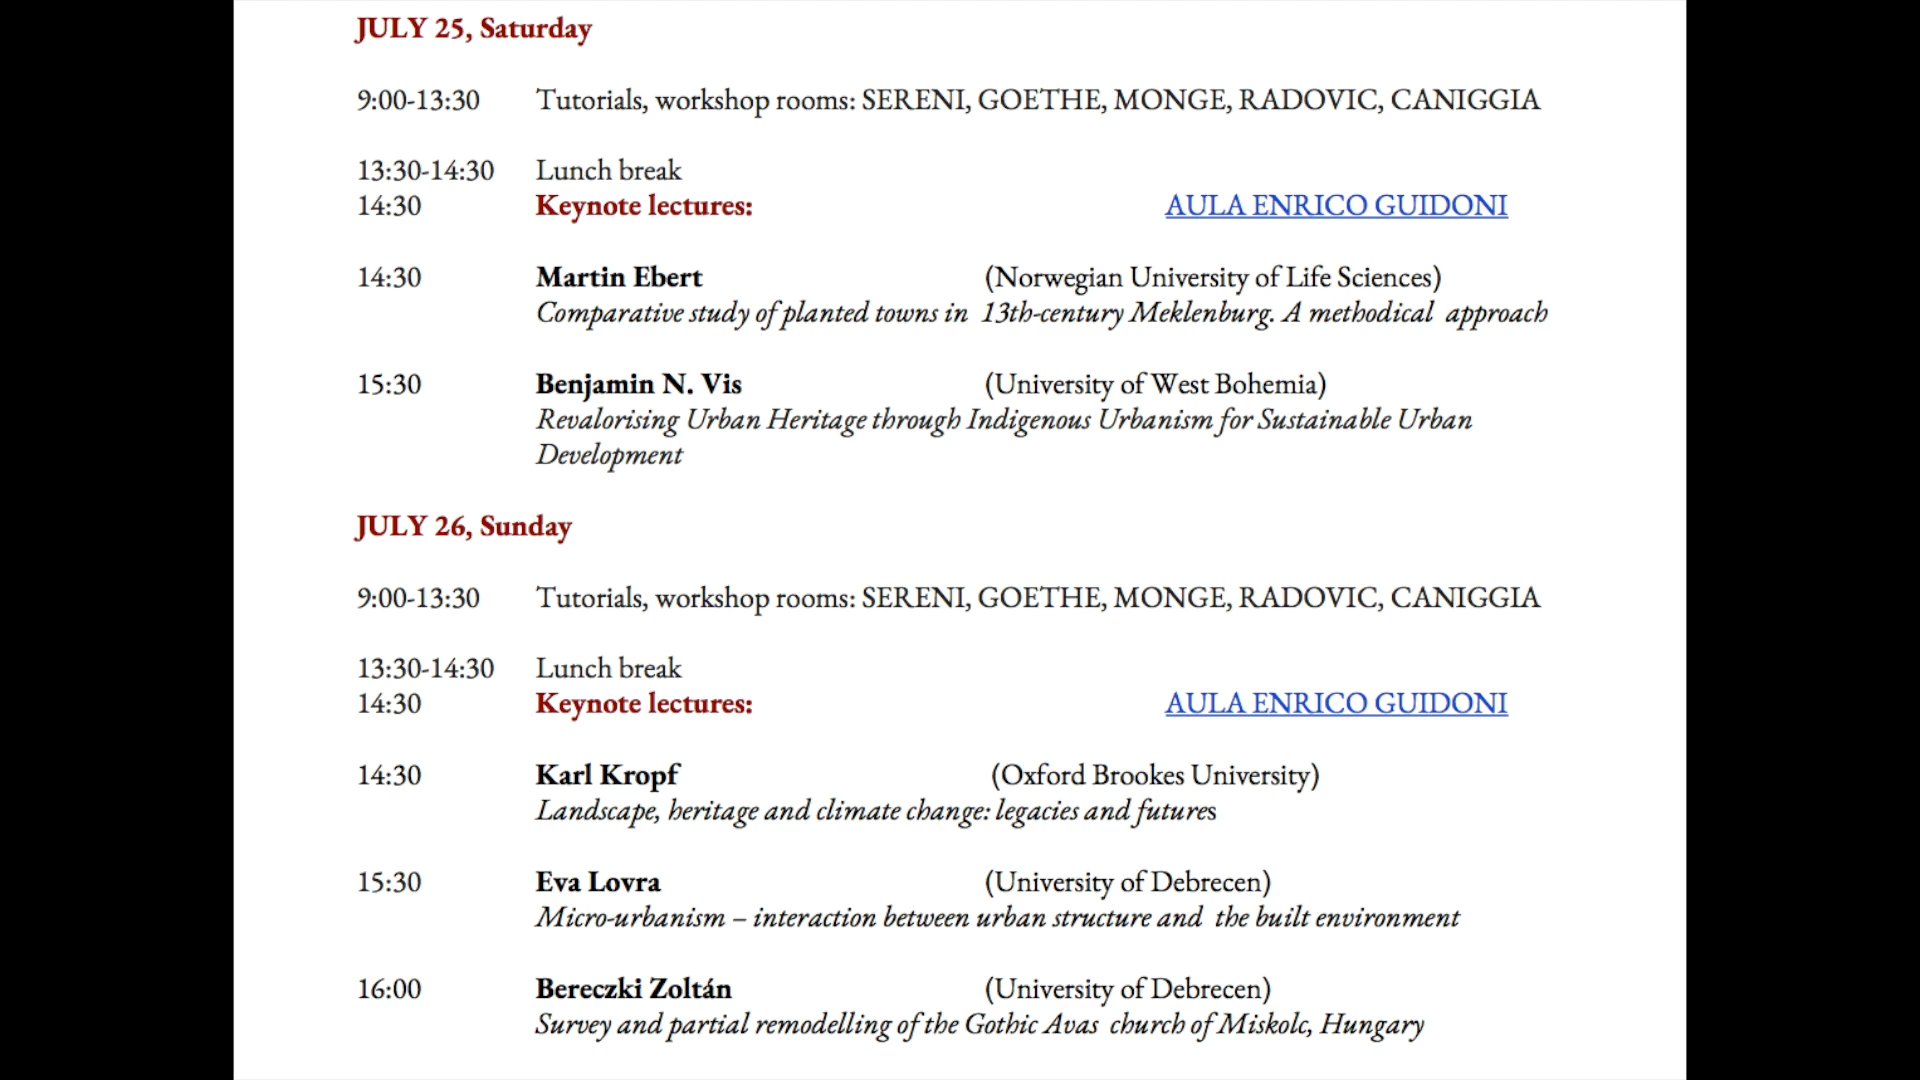 JULY 25, Saturday
9:00-13:30 Tutorials, workshop rooms: SERENI, GOETHE, MONGE, RADOVIC, CANIGGIA
13:30-14:30 Lunch break
14:30 Keynote lectures: AULA ENRICO GUIDONI
14:30 Martin Ebert (Norwegian University of Life Sciences)
Comparative study of planted towns in 13th-century Meklenburg. A methodical approach
15:30 Benjamin N. Vis (University of West Bohemia)
Revalorising Urban Heritage through Indigenous Urbanism for Sustainable Urban
Development
JULY 26, Sunday
9:00-13:30 Tutorials, workshop rooms: SERENI, GOETHE, MONGE, RADOVIC, CANIGGIA
13:30-14:30 Lunch break
14:30 Keynote lectures: AULA ENRICO GUIDONI
14:30 Karl Kropf (Oxford Brookes University)
Landscape, heritage and climate change: legacies and futures
15:30 Eva Lovra (University of Debrecen)
Micro-urbanism – interaction between urban structure and the built environment
16:00 Bereczki Zoltán (University of Debrecen)
Survey and partial remodelling of the Gothic Avas church of Miskolc, Hungary